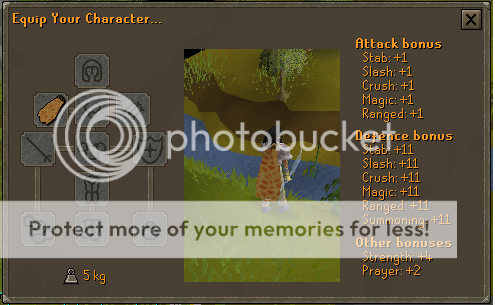 Equip Your Character...
Attack bonus
Stab: +1
Slash: +1
Crush: +1
Magic: +1
Ranged: +1
Defence bonus
Stab: +11
Slash: +11
Crush: +11
Magic: +11
Ranged: +11
Summoning: +11
Other bonuses
Strength: +4
Prayer: +2
5 kg
photobucket
Protect more of your memories for less!